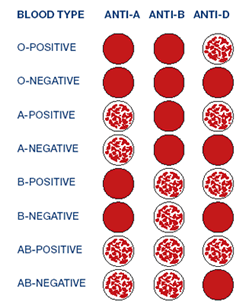 BLOOD TYPE ANTI-A ANTI-B ANTI-D
O-POSITIVE
O-NEGATIVE
A-POSITIVE
A-NEGATIVE
B-POSITIVE
B-NEGATIVE
AB-POSITIVE
AB-NEGATIVE